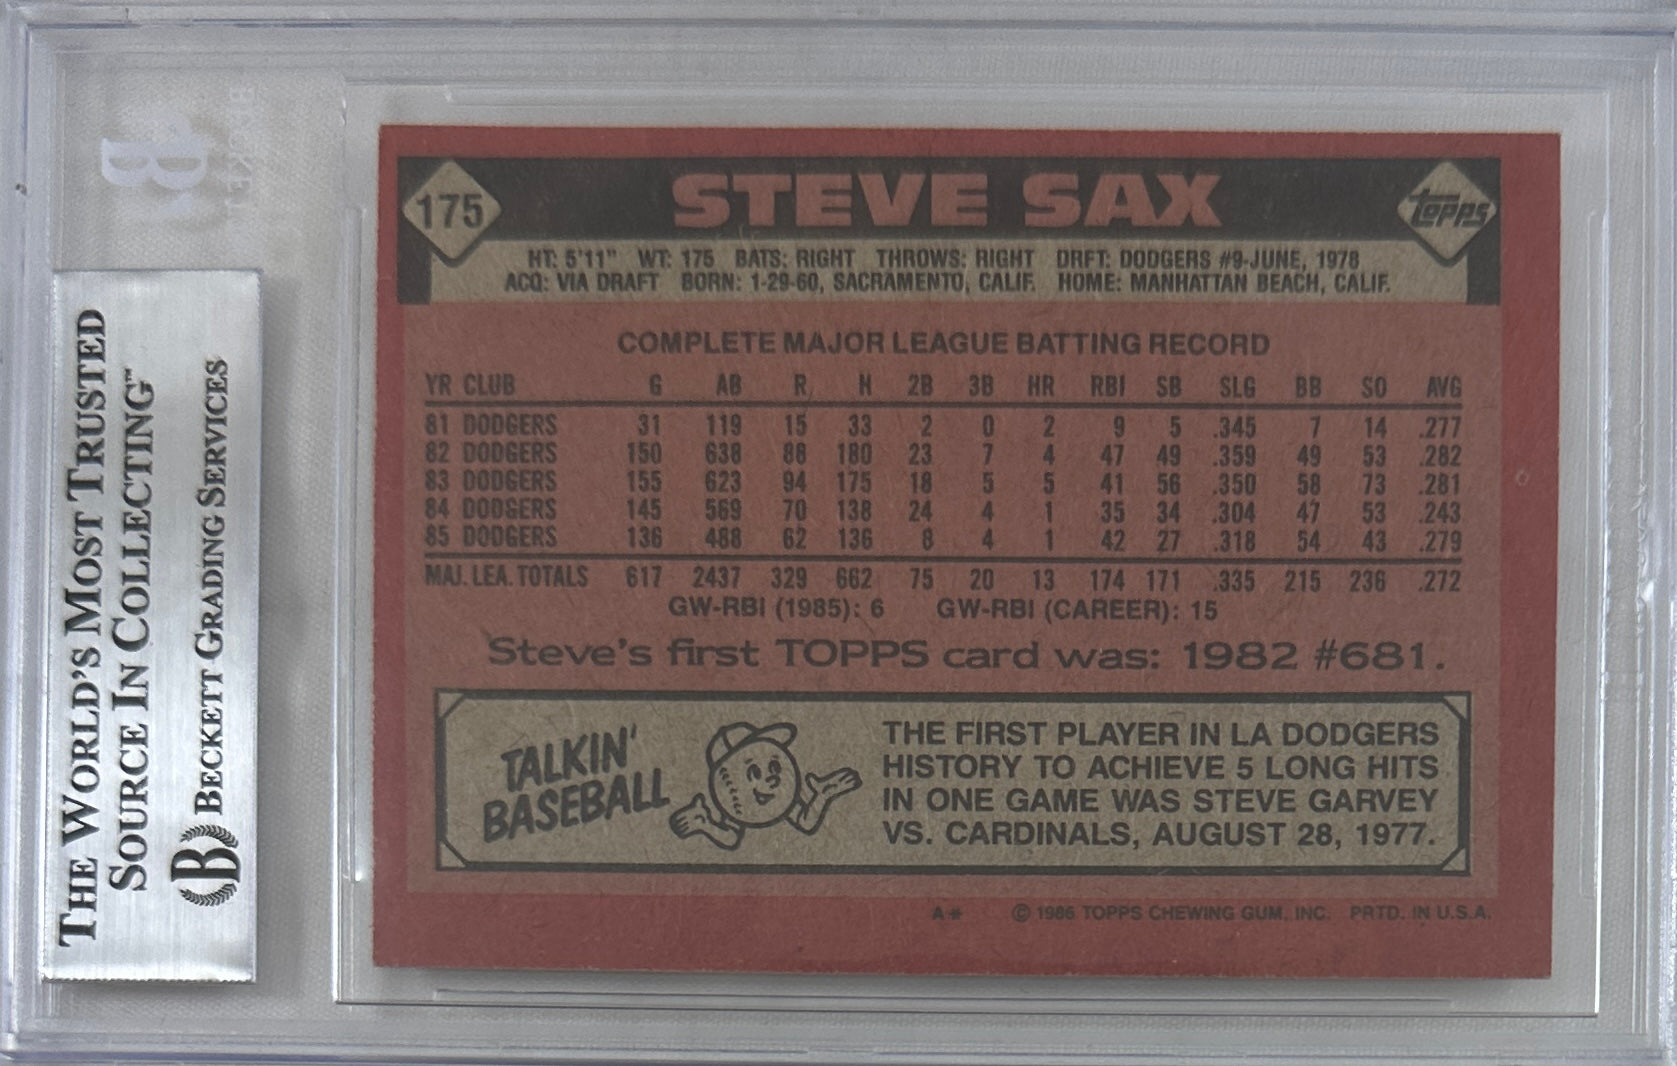 THE WORLD'S MOST TRUSTED
SOURCE IN COLLECTING™
B BECKETT GRADING SERVICES
175
STEVE SAX
topps
HT: 5'11" WT: 175 BATS: RIGHT THROWS: RIGHT DRFT: DODGERS #9-JUNE, 1978
ACQ: VIA DRAFT BORN: 1-29-60, SACRAMENTO, CALIF. HOME: MANHATTAN BEACH, CALIF.
COMPLETE MAJOR LEAGUE BATTING RECORD
YR CLUB G AB R H 2B 3B HR RBI SB SLG BB SO AVG
81 DODGERS 31 119 15 33 2 0 2 9 5 .345 7 14 .277
82 DODGERS 150 638 88 180 23 7 4 47 49 .359 49 53 .282
83 DODGERS 155 623 94 175 18 5 5 41 56 .350 58 73 .281
84 DODGERS 145 569 70 138 24 4 1 35 34 .304 47 53 .243
85 DODGERS 136 488 62 136 8 4 1 42 27 .318 54 43 .279
MAJ. LEA. TOTALS 617 2437 329 662 75 20 13 174 171 .335 215 236 .272
GW-RBI (1985): 6 GW-RBI (CAREER): 15
Steve's first TOPPS card was: 1982 #681.
TALKIN'
BASEBALL
THE FIRST PLAYER IN LA DODGERS
HISTORY TO ACHIEVE 5 LONG HITS
IN ONE GAME WAS STEVE GARVEY
VS. CARDINALS, AUGUST 28, 1977.
A* © 1986 TOPPS CHEWING GUM, INC. PRTD. IN U.S.A.